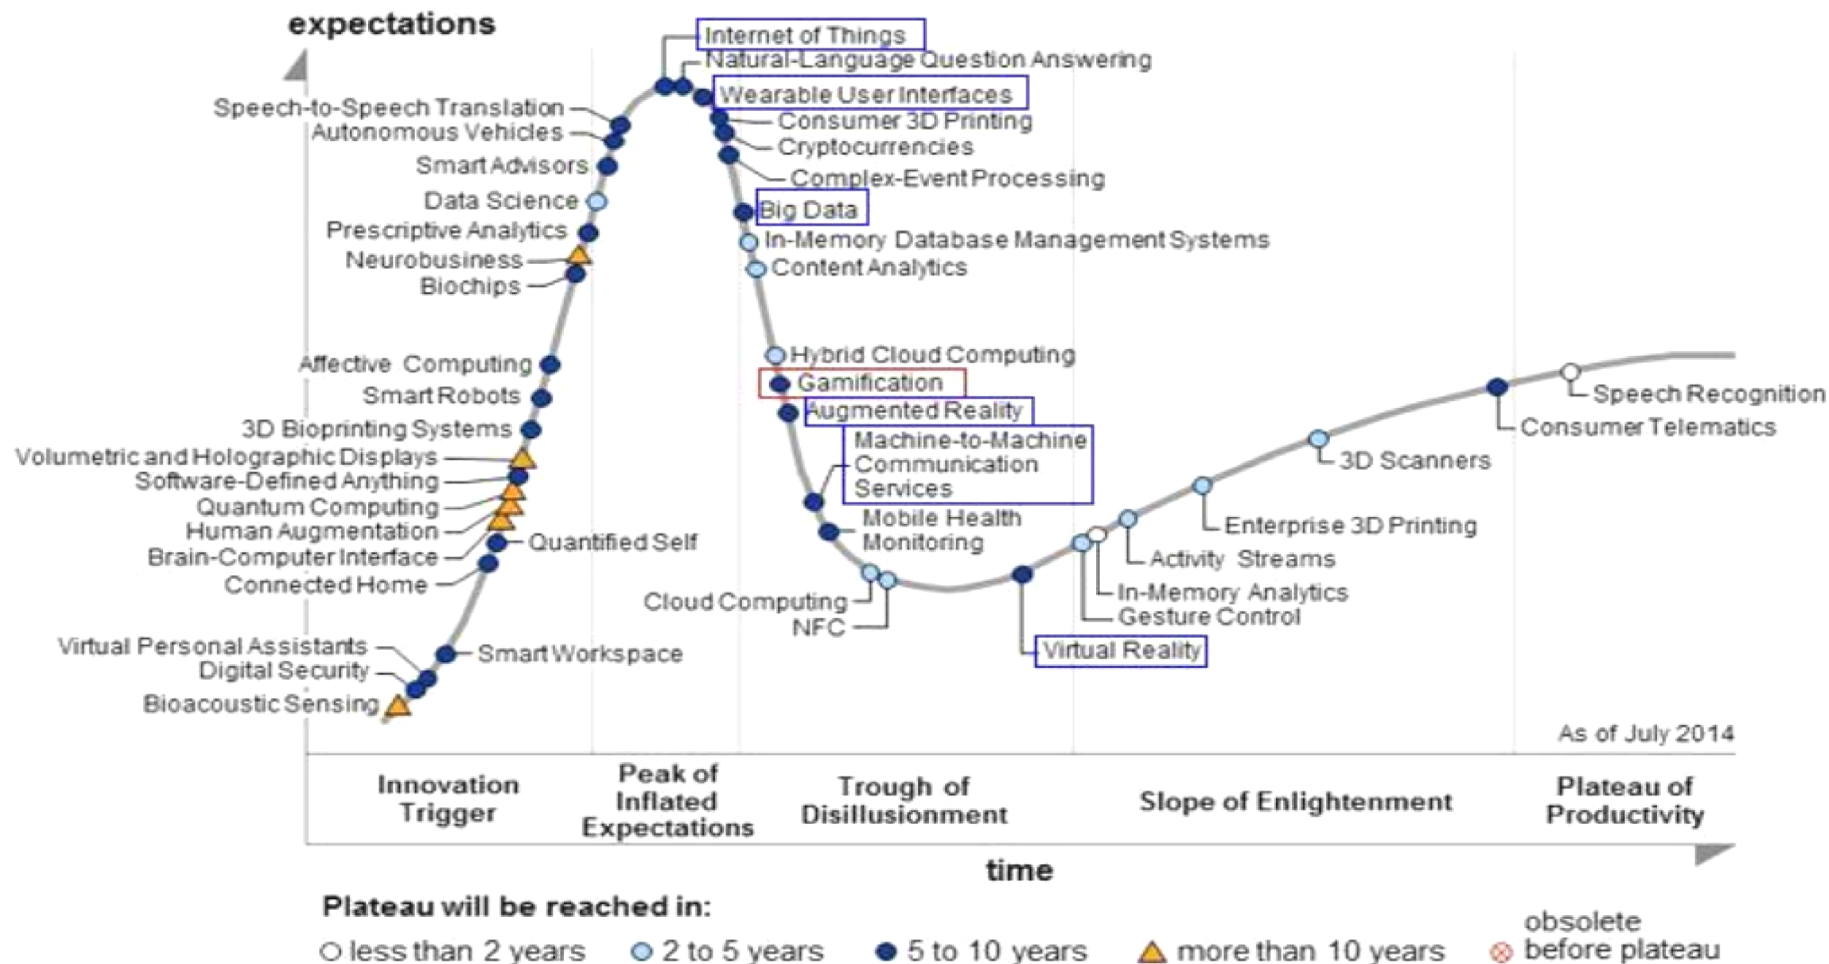 expectations
Internet of Things
Natural-Language Question Answering
Wearable User Interfaces
Speech-to-Speech Translation
Consumer 3D Printing
Autonomous Vehicles
Cryptocurrencies
Smart Advisors
Complex-Event Processing
Data Science
Big Data
Prescriptive Analytics
In-Memory Database Management Systems
Neurobusiness
Content Analytics
Biochips
Hybrid Cloud Computing
Affective Computing
Gamification
Smart Robots
Augmented Reality
3D Bioprinting Systems
Machine-to-Machine
Communication
Services
Volumetric and Holographic Displays
Software-Defined Anything
Quantum Computing
Human Augmentation
Brain-Computer Interface
Connected Home
Quantified Self
Mobile Health
Monitoring
Speech Recognition
Consumer Telematics
3D Scanners
Enterprise 3D Printing
Activity Streams
In-Memory Analytics
Gesture Control
Cloud Computing
NFC
Virtual Reality
Virtual Personal Assistants
Smart Workspace
Digital Security
Bioacoustic Sensing
As of July 2014
Innovation
Trigger
Peak of
Inflated
Expectations
Trough of
Disillusionment
Slope of Enlightenment
Plateau of
Productivity
time
Plateau will be reached in:
less than 2 years
2 to 5 years
5 to 10 years
more than 10 years
obsolete
before plateau